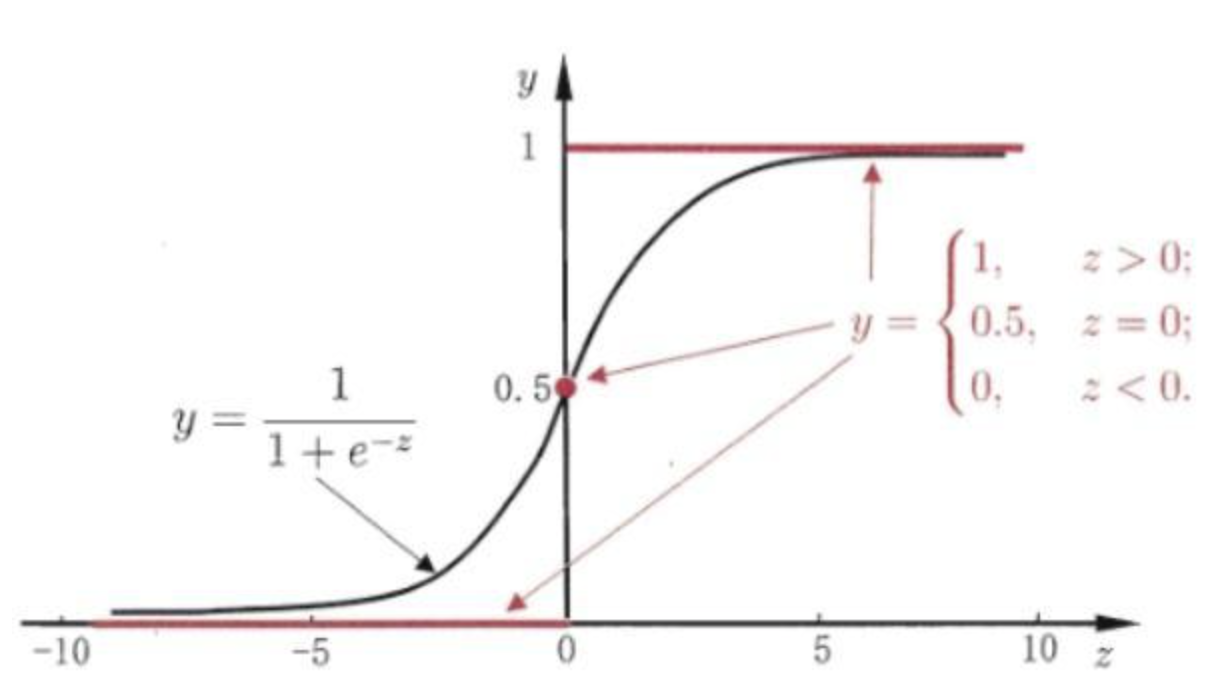 y
1
0.5
y = 1 / (1 + e^{-z})
y = { 1, z > 0;
0.5, z = 0;
0, z < 0.
-10 -5 0 5 10 z